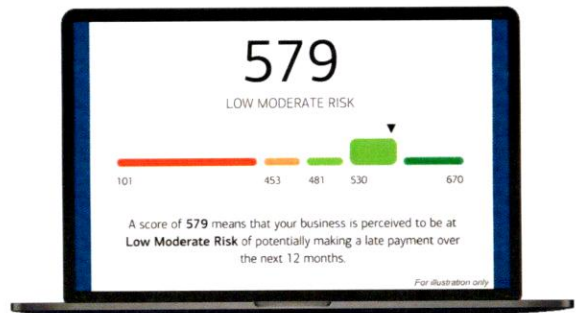 579
LOW MODERATE RISK
101 453 481 530 670
A score of 579 means that your business is perceived to be at
Low Moderate Risk of potentially making a late payment over
the next 12 months.
For illustration only